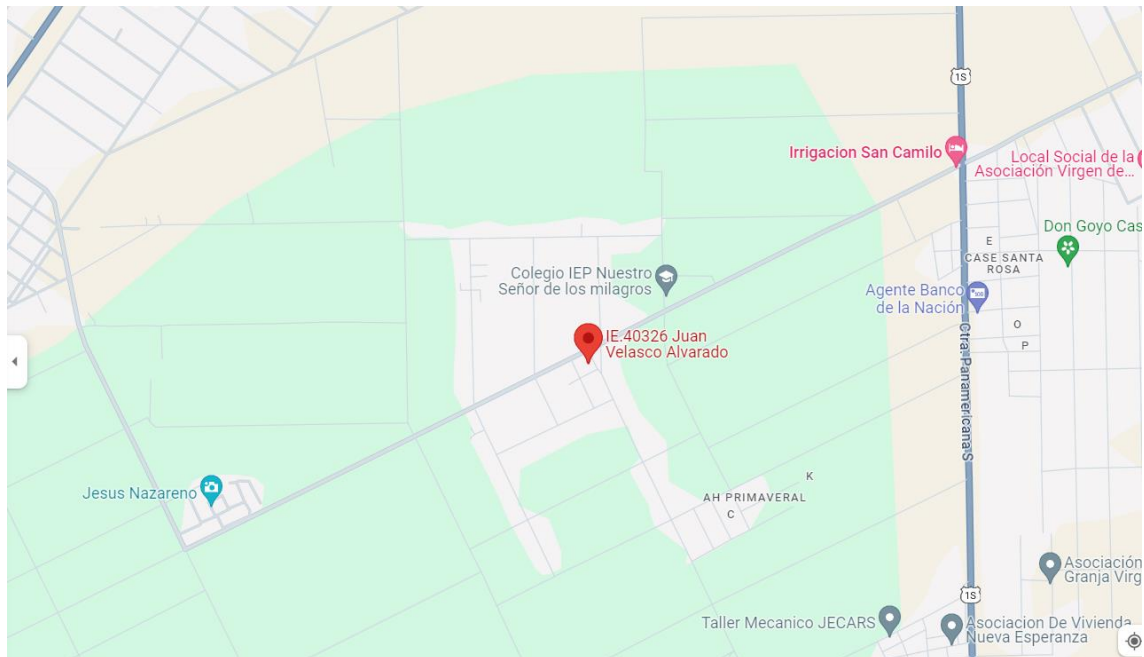 1S
Irrigacion San Camilo
Local Social de la
Asociación Virgen de...
Don Goyo Cas
E
CASE SANTA
ROSA
Colegio IEP Nuestro
Señor de los milagros
Agente Banco
de la Nación
O
P
IE.40326 Juan
Velasco Alvarado
Ctra. Panamericana S
K
Jesus Nazareno
AH PRIMAVERAL
C
Asociación
Granja Virg
1S
Taller Mecanico JECARS
Asociacion De Vivienda
Nueva Esperanza